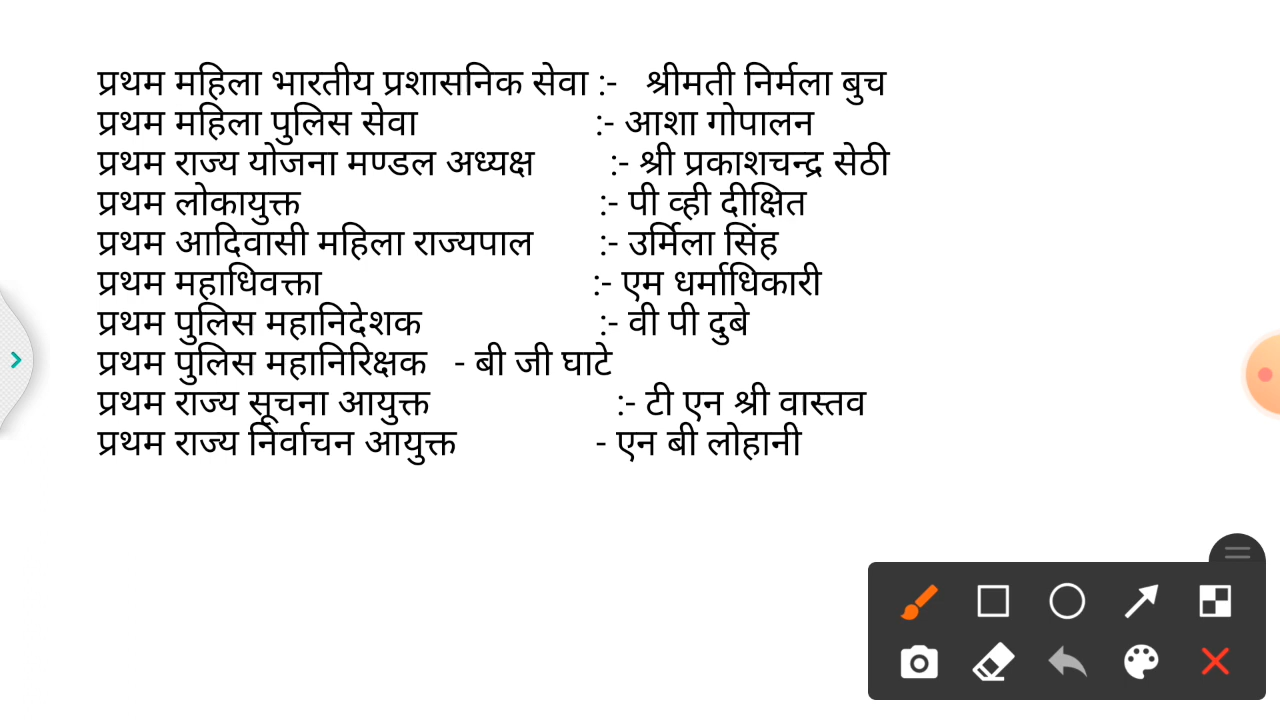 प्रथम महिला भारतीय प्रशासनिक सेवा :- श्रीमती निर्मला बुच
प्रथम महिला पुलिस सेवा :- आशा गोपालन
प्रथम राज्य योजना मण्डल अध्यक्ष :- श्री प्रकाशचन्द्र सेठी
प्रथम लोकायुक्त :- पी व्ही दीक्षित
प्रथम आदिवासी महिला राज्यपाल :- उर्मिला सिंह
प्रथम महाधिवक्ता :- एम धर्माधिकारी
प्रथम पुलिस महानिदेशक :- वी पी दुबे
प्रथम पुलिस महानिरिक्षक - बी जी घाटे
प्रथम राज्य सूचना आयुक्त :- टी एन श्री वास्तव
प्रथम राज्य निर्वाचन आयुक्त - एन बी लोहानी